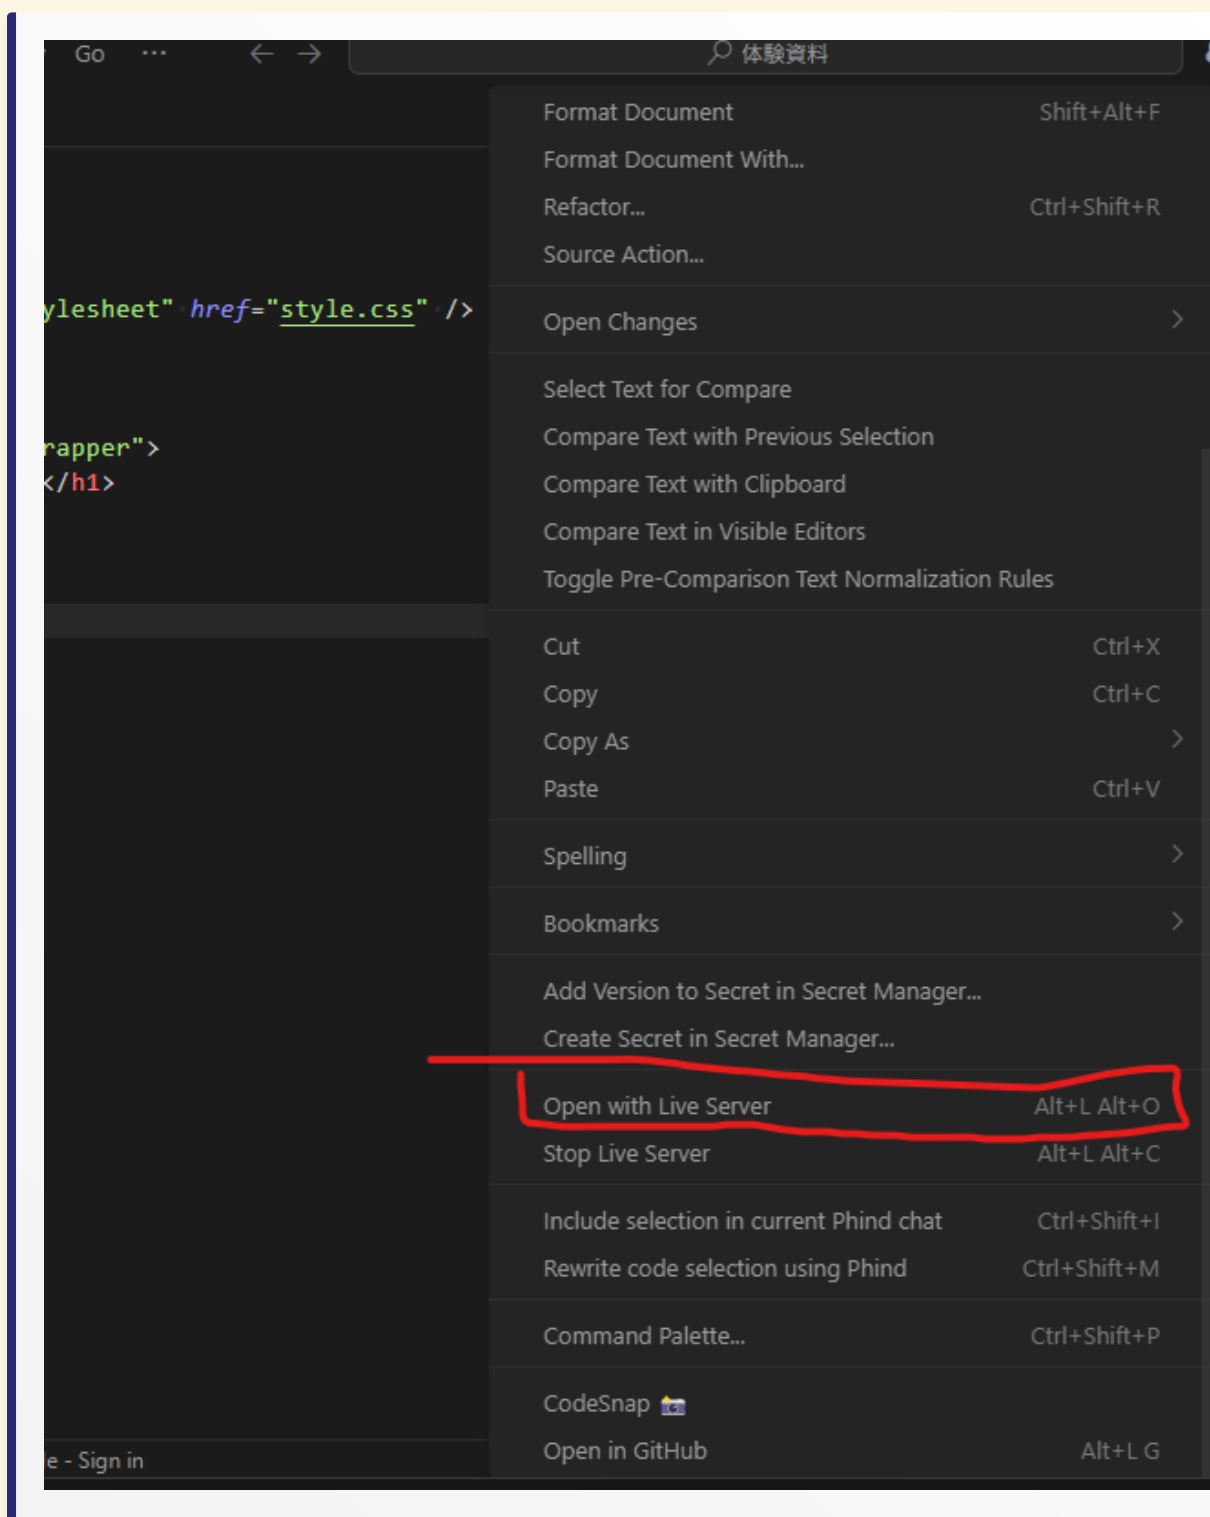 Go ... ← → 体験資料
Format Document Shift+Alt+F
Format Document With...
Refactor... Ctrl+Shift+R
Source Action...
ylesheet" href="style.css" />
Open Changes
Select Text for Compare
Compare Text with Previous Selection
rapper">
Compare Text with Clipboard
</h1>
Compare Text in Visible Editors
Toggle Pre-Comparison Text Normalization Rules
Cut Ctrl+X
Copy Ctrl+C
Copy As
Paste Ctrl+V
Spelling
Bookmarks
Add Version to Secret in Secret Manager...
Create Secret in Secret Manager...
Open with Live Server Alt+L Alt+O
Stop Live Server Alt+L Alt+C
Include selection in current Phind chat Ctrl+Shift+I
Rewrite code selection using Phind Ctrl+Shift+M
Command Palette... Ctrl+Shift+P
CodeSnap 📸
Open in GitHub Alt+L G
e - Sign in